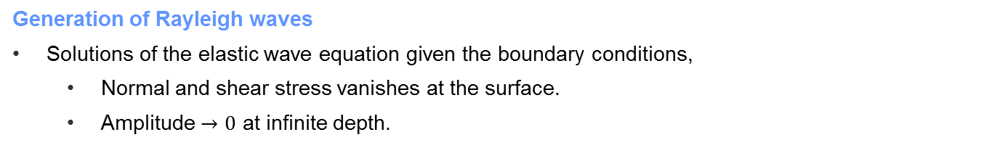 Generation of Rayleigh waves
• Solutions of the elastic wave equation given the boundary conditions,
• Normal and shear stress vanishes at the surface.
• Amplitude → 0 at infinite depth.